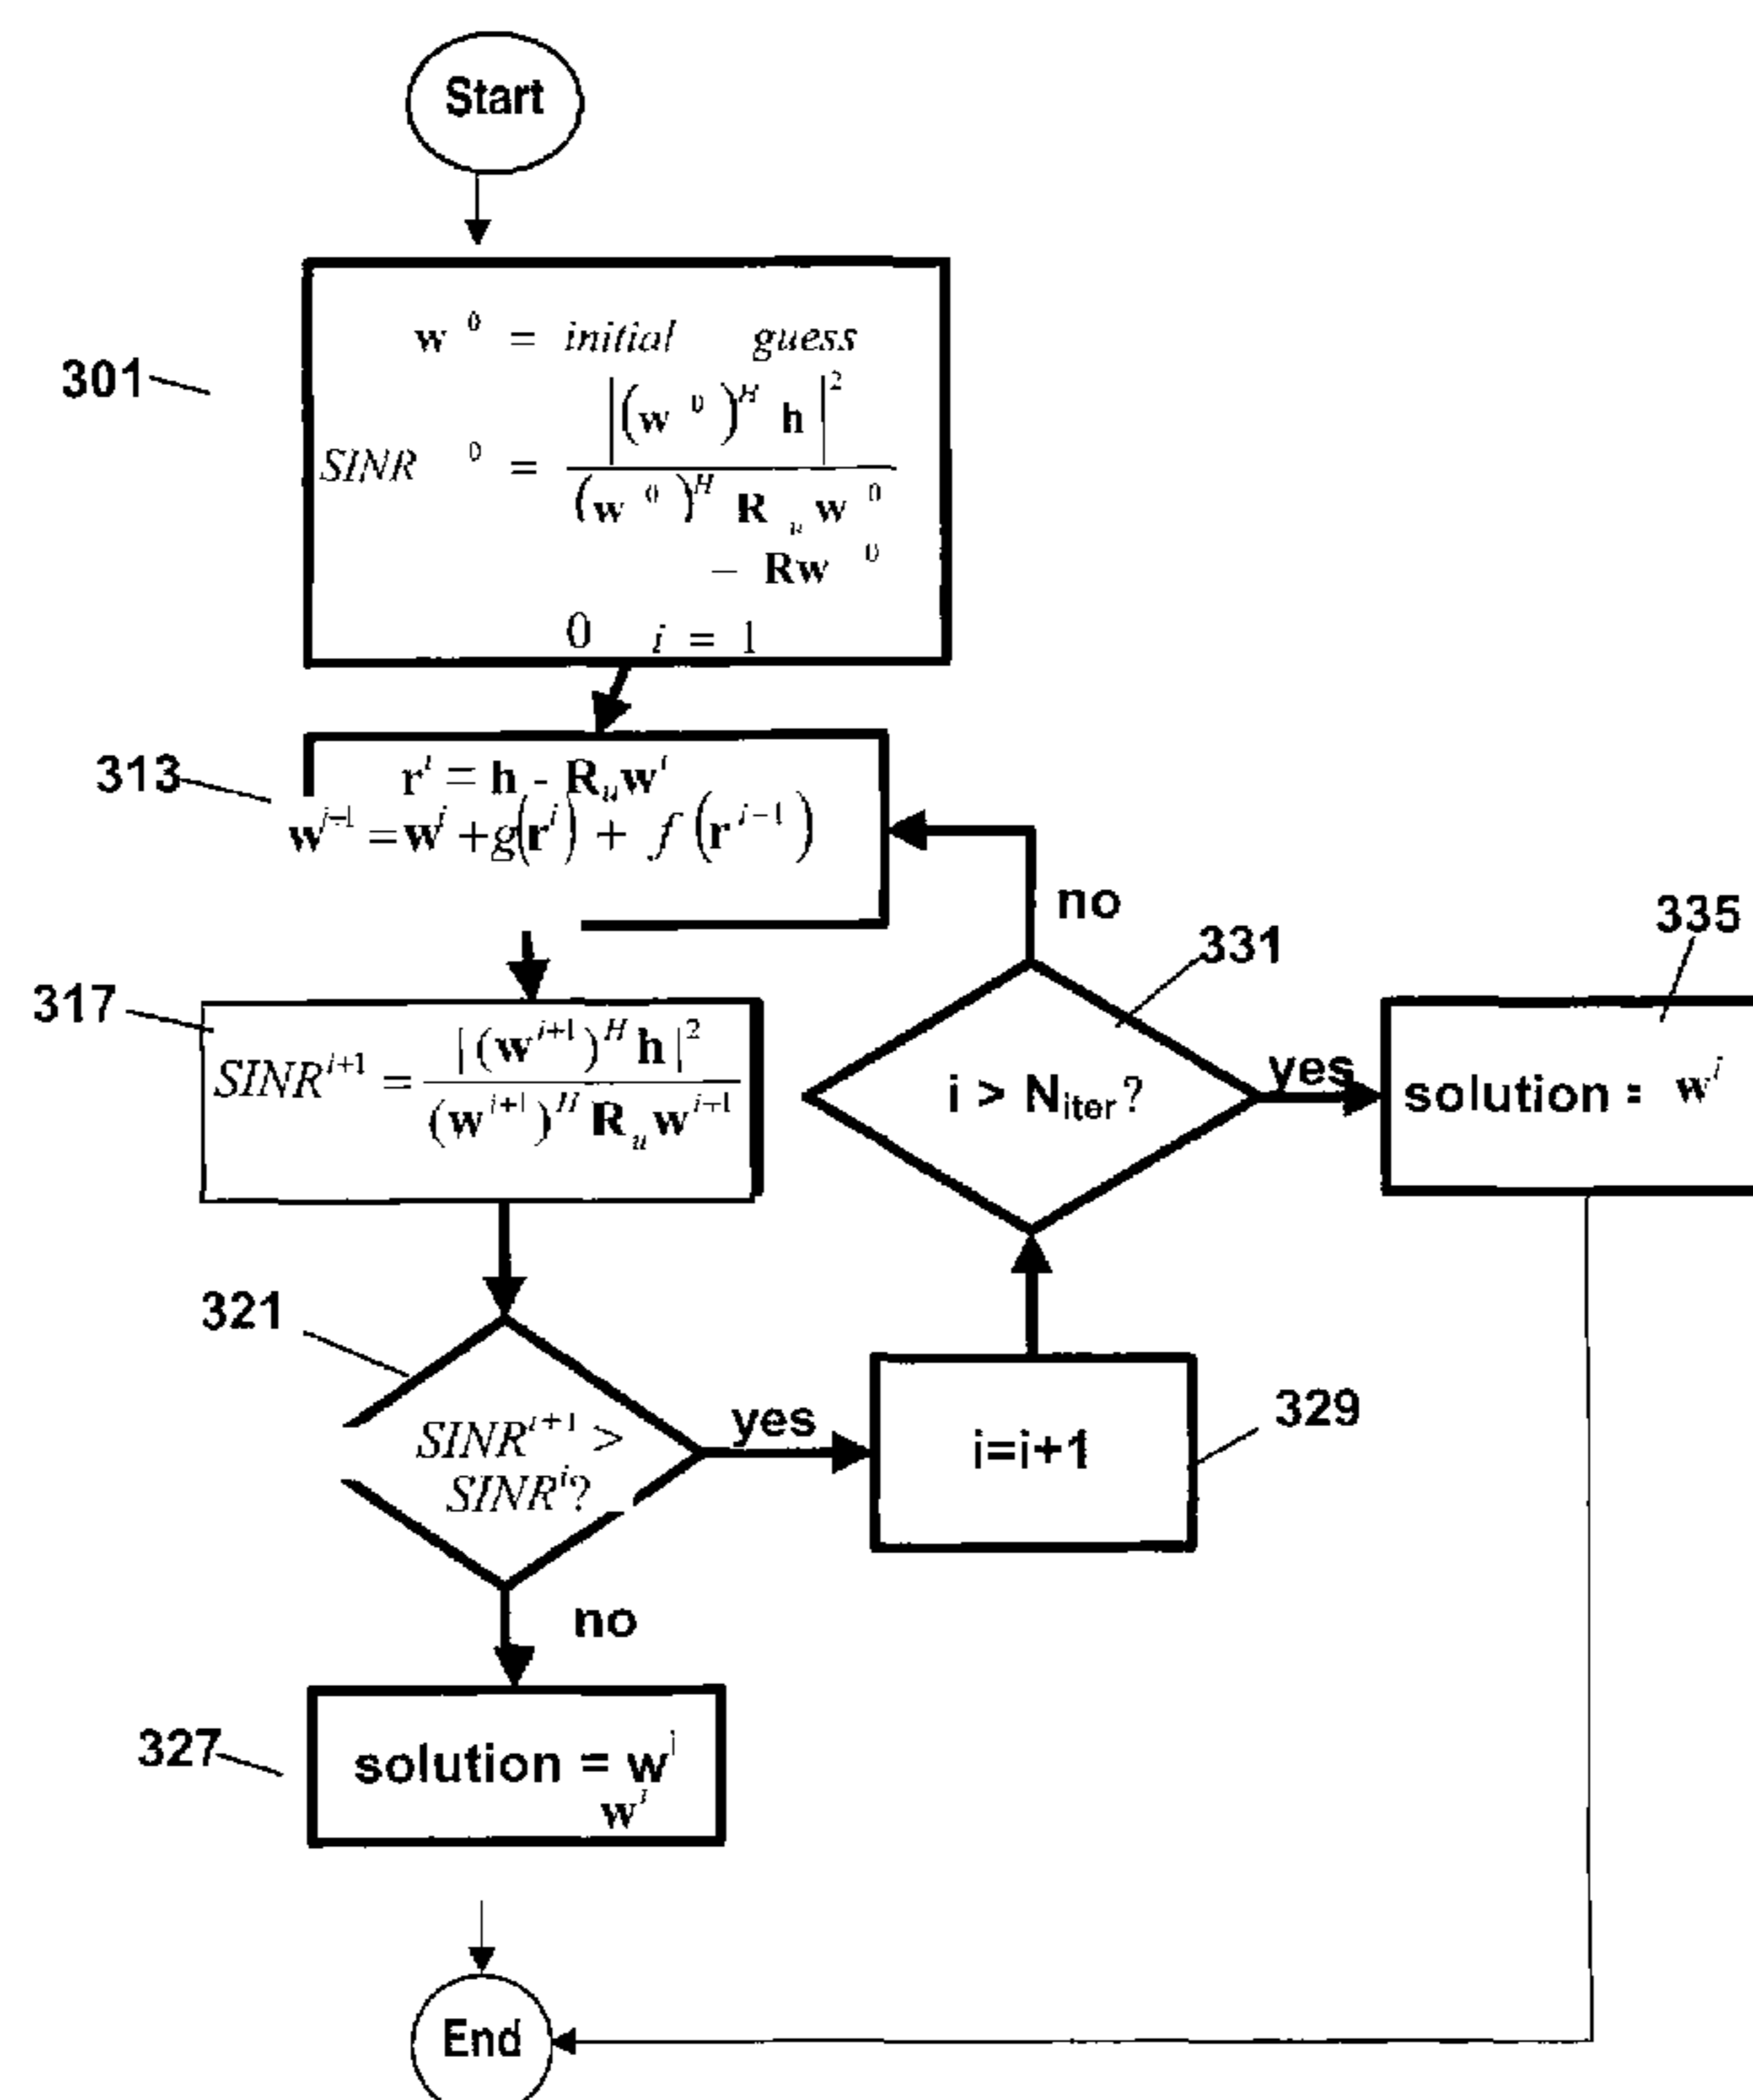 Start
301
w⁰ = initial guess
SINR⁰ = |(w⁰)ᴴ h|² / (w⁰)ᴴ Rᵤ w⁰
– Rw⁰
0 i = 1
313
rⁱ = h - Rᵤwⁱ
wⁱ⁺¹ = wⁱ + g(rⁱ) + f(rⁱ⁻¹)
no
331
335
317
SINRⁱ⁺¹ = |(wⁱ⁺¹)ᴴ h|² / (wⁱ⁺¹)ᴴ Rᵤ wⁱ⁺¹
i > Niter?
yes
solution = wⁱ
321
SINRⁱ⁺¹ >
SINRⁱ?
yes
i=i+1
329
no
327
solution = wⁱ
wⁱ
End